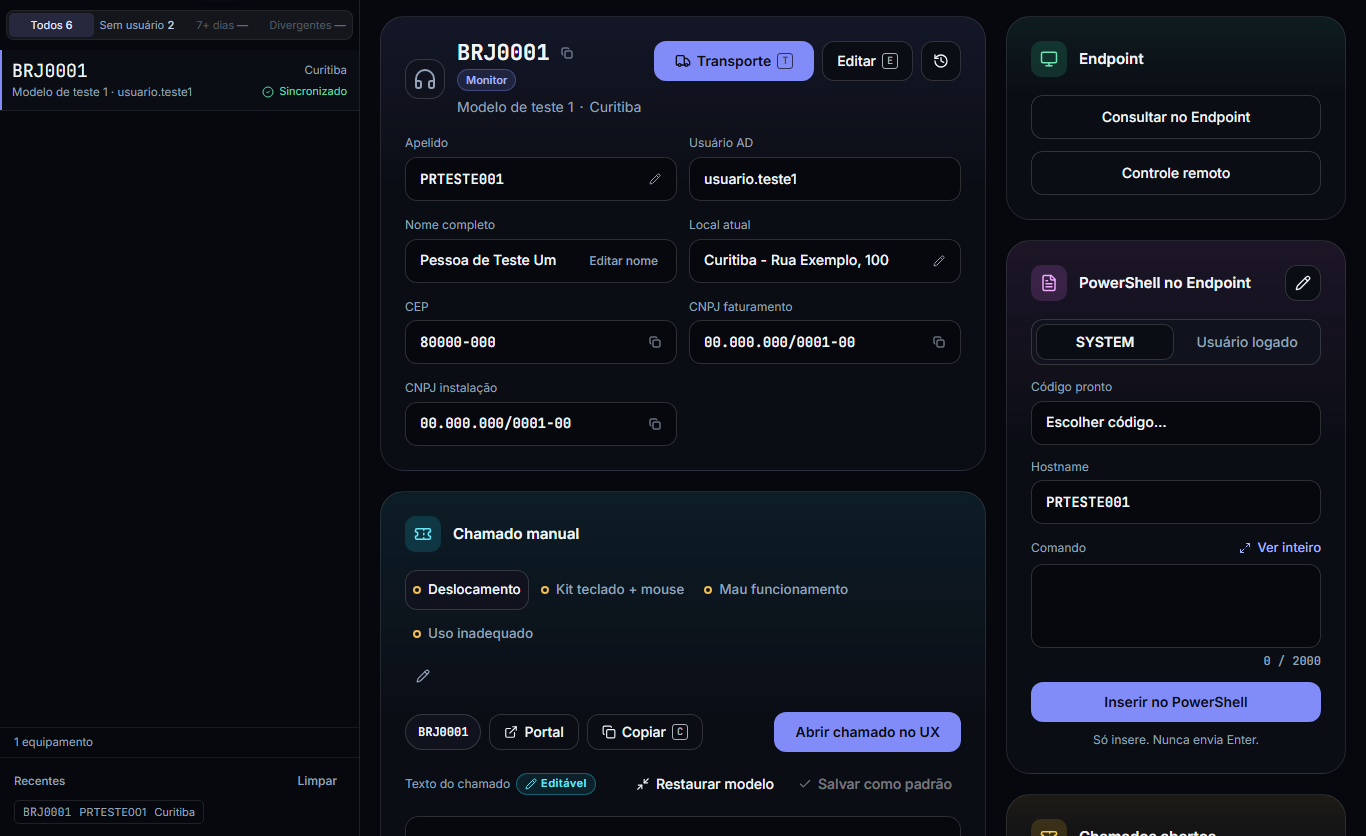 Todos 6
Sem usuário 2
7+ dias —
Divergentes —
BRJ0001
Curitiba
Modelo de teste 1 · usuario.teste1
Sincronizado
1 equipamento
Recentes
Limpar
BRJ0001 PRTESTE001 Curitiba
BRJ0001
Monitor
Modelo de teste 1 · Curitiba
Transporte T
Editar E
Apelido
PRTESTE001
Usuário AD
usuario.teste1
Nome completo
Pessoa de Teste Um
Editar nome
Local atual
Curitiba - Rua Exemplo, 100
CEP
80000-000
CNPJ faturamento
00.000.000/0001-00
CNPJ instalação
00.000.000/0001-00
Chamado manual
Deslocamento
Kit teclado + mouse
Mau funcionamento
Uso inadequado
BRJ0001
Portal
Copiar C
Abrir chamado no UX
Texto do chamado
Editável
Restaurar modelo
Salvar como padrão
Endpoint
Consultar no Endpoint
Controle remoto
PowerShell no Endpoint
SYSTEM
Usuário logado
Código pronto
Escolher código...
Hostname
PRTESTE001
Comando
Ver inteiro
0 / 2000
Inserir no PowerShell
Só insere. Nunca envia Enter.
Chamados abertos